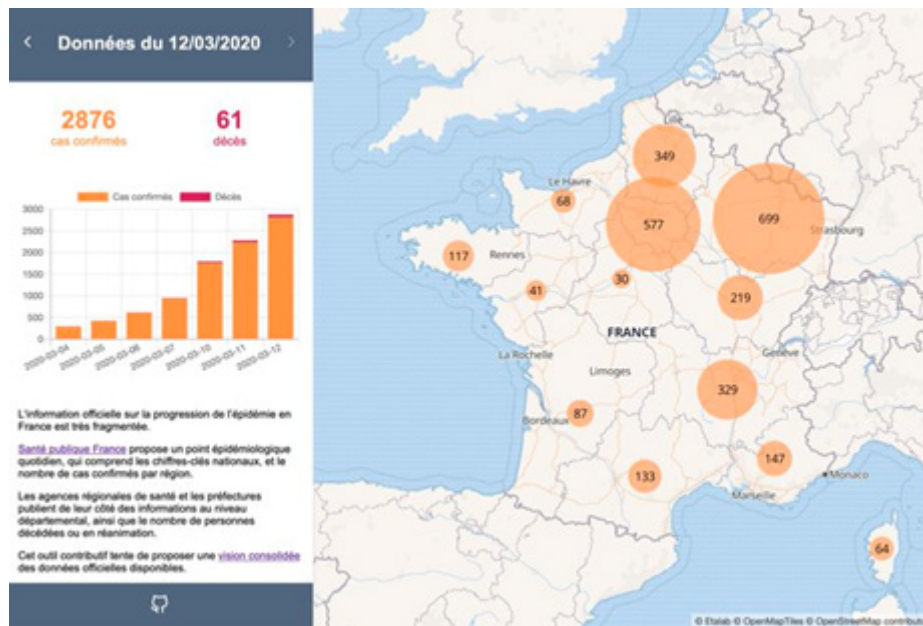 Données du 12/03/2020
2876
cas confirmés
61
décès
Cas confirmés
Décès
3000
2500
2000
1500
1000
500
0
2020-03-04
2020-03-05
2020-03-06
2020-03-07
2020-03-10
2020-03-11
2020-03-12
L'information officielle sur la progression de l'épidémie en
France est très fragmentée.
Santé publique France propose un point épidémiologique
quotidien, qui comprend les chiffres-clés nationaux, et le
nombre de cas confirmés par région.
Les agences régionales de santé et les préfectures
publient de leur côté des informations au niveau
départemental, ainsi que le nombre de personnes
décédées ou en réanimation.
Cet outil contributif tente de proposer une vision consolidée
des données officielles disponibles.
349
Le Havre
68
577
699
Strasbourg
117
Rennes
30
41
219
FRANCE
La Rochelle
Genève
Limoges
329
87
Bordeaux
147
133
Monaco
Marseille
64
© Etalab © OpenMapTiles © OpenStreetMap contribut